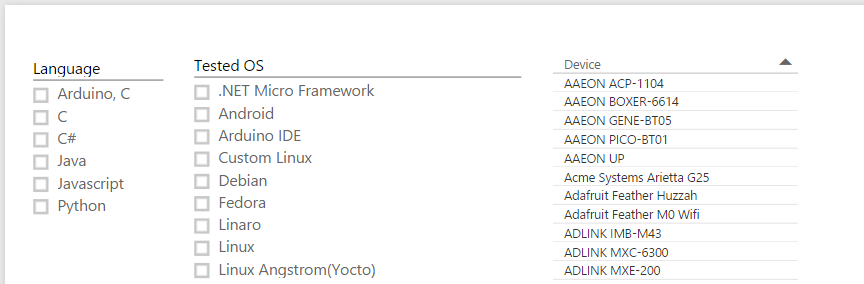 Language
Arduino, C
C
C#
Java
Javascript
Python
Tested OS
.NET Micro Framework
Android
Arduino IDE
Custom Linux
Debian
Fedora
Linaro
Linux
Linux Angstrom(Yocto)
Device
AAEON ACP-1104
AAEON BOXER-6614
AAEON GENE-BT05
AAEON PICO-BT01
AAEON UP
Acme Systems Arietta G25
Adafruit Feather Huzzah
Adafruit Feather M0 Wifi
ADLINK IMB-M43
ADLINK MXC-6300
ADLINK MXE-200